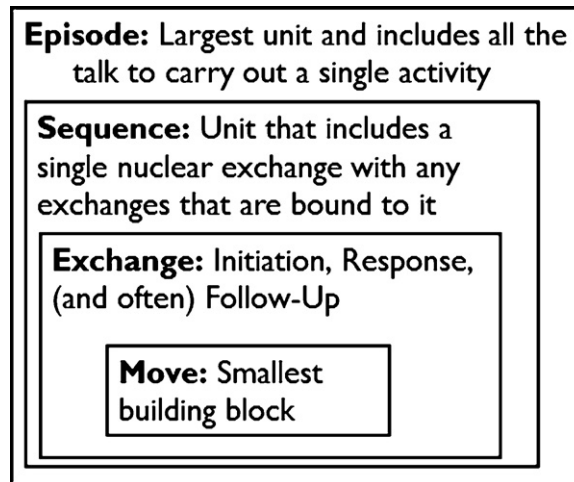 Episode: Largest unit and includes all the
talk to carry out a single activity
Sequence: Unit that includes a
single nuclear exchange with any
exchanges that are bound to it
Exchange: Initiation, Response,
(and often) Follow-Up
Move: Smallest
building block